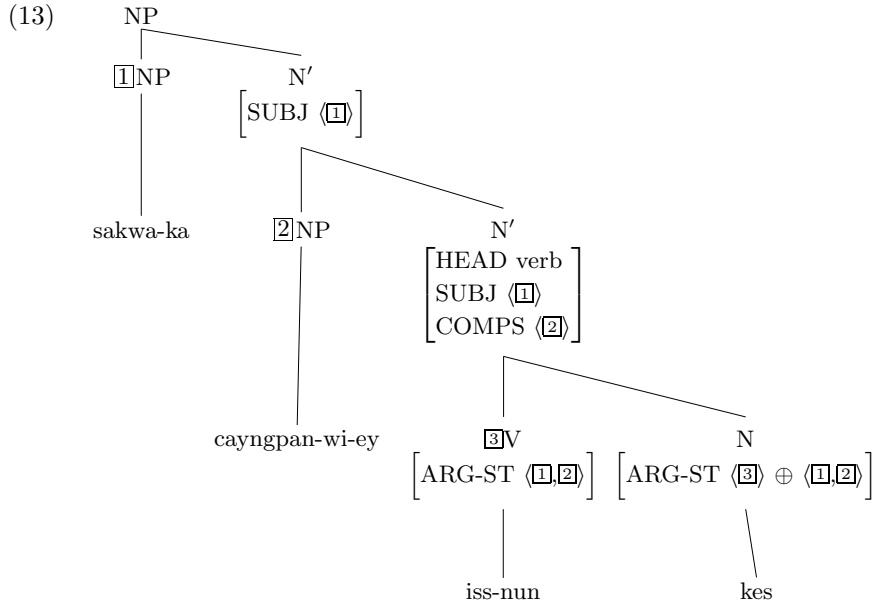 (13) NP
1 NP N′
[SUBJ ⟨1⟩]
sakwa-ka 2 NP N′
[HEAD verb
SUBJ ⟨1⟩
COMPS ⟨2⟩]
cayngpan-wi-ey 3 V N
[ARG-ST ⟨1,2⟩] [ARG-ST ⟨3⟩ ⊕ ⟨1,2⟩]
iss-nun kes